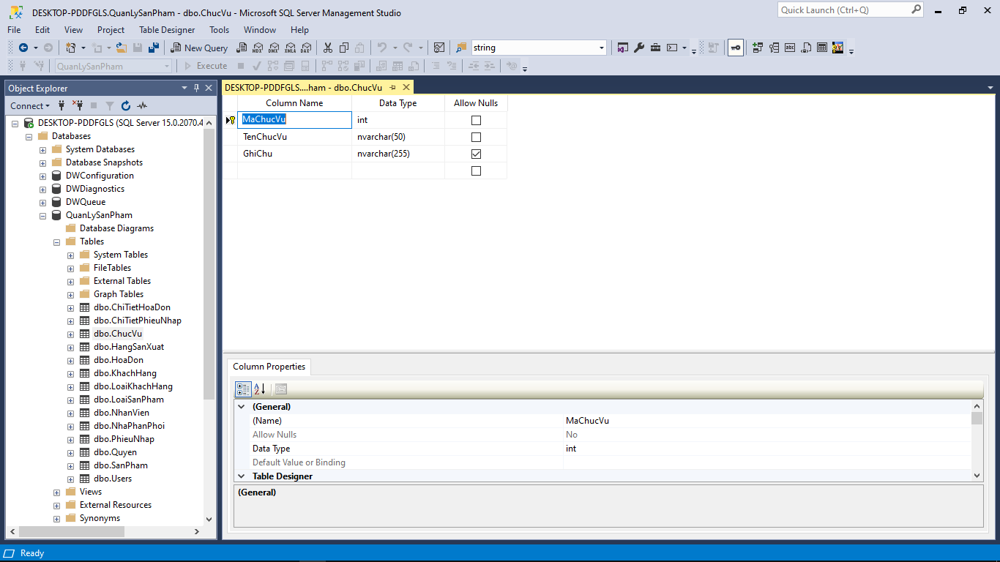 DESKTOP-PDDFGLS.QuanLySanPham - dbo.ChucVu - Microsoft SQL Server Management Studio
Quick Launch (Ctrl+Q)
File Edit View Project Table Designer Tools Window Help
New Query MDX DMX XMLA DAX string
QuanLySanPham Execute
Object Explorer
Connect
DESKTOP-PDDFGLS (SQL Server 15.0.2070.4
Databases
System Databases
Database Snapshots
DWConfiguration
DWDiagnostics
DWQueue
QuanLySanPham
Database Diagrams
Tables
System Tables
FileTables
External Tables
Graph Tables
dbo.ChiTietHoaDon
dbo.ChiTietPhieuNhap
dbo.ChucVu
dbo.HangSanXuat
dbo.HoaDon
dbo.KhachHang
dbo.LoaiKhachHang
dbo.LoaiSanPham
dbo.NhanVien
dbo.NhaPhanPhoi
dbo.PhieuNhap
dbo.Quyen
dbo.SanPham
dbo.Users
Views
External Resources
Synonyms
DESKTOP-PDDFGLS....ham - dbo.ChucVu
Column Name Data Type Allow Nulls
MaChucVu int
TenChucVu nvarchar(50)
GhiChu nvarchar(255)
Column Properties
(General)
(Name) MaChucVu
Allow Nulls No
Data Type int
Default Value or Binding
Table Designer
(General)
Ready